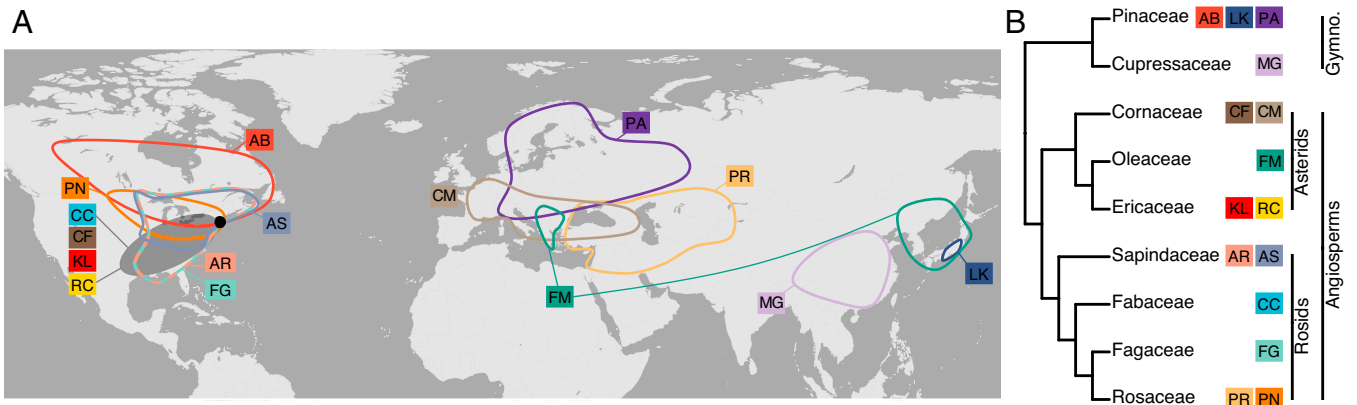 A
AB
PN
CC
CF
KL
RC
AS
AR
FG
PA
CM
PR
FM
MG
LK
B
Pinaceae AB LK PA
Cupressaceae MG
Cornaceae CF CM
Oleaceae FM
Ericaceae KL RC
Sapindaceae AR AS
Fabaceae CC
Fagaceae FG
Rosaceae PR PN
Gymno.
Asterids
Rosids
Angiosperms